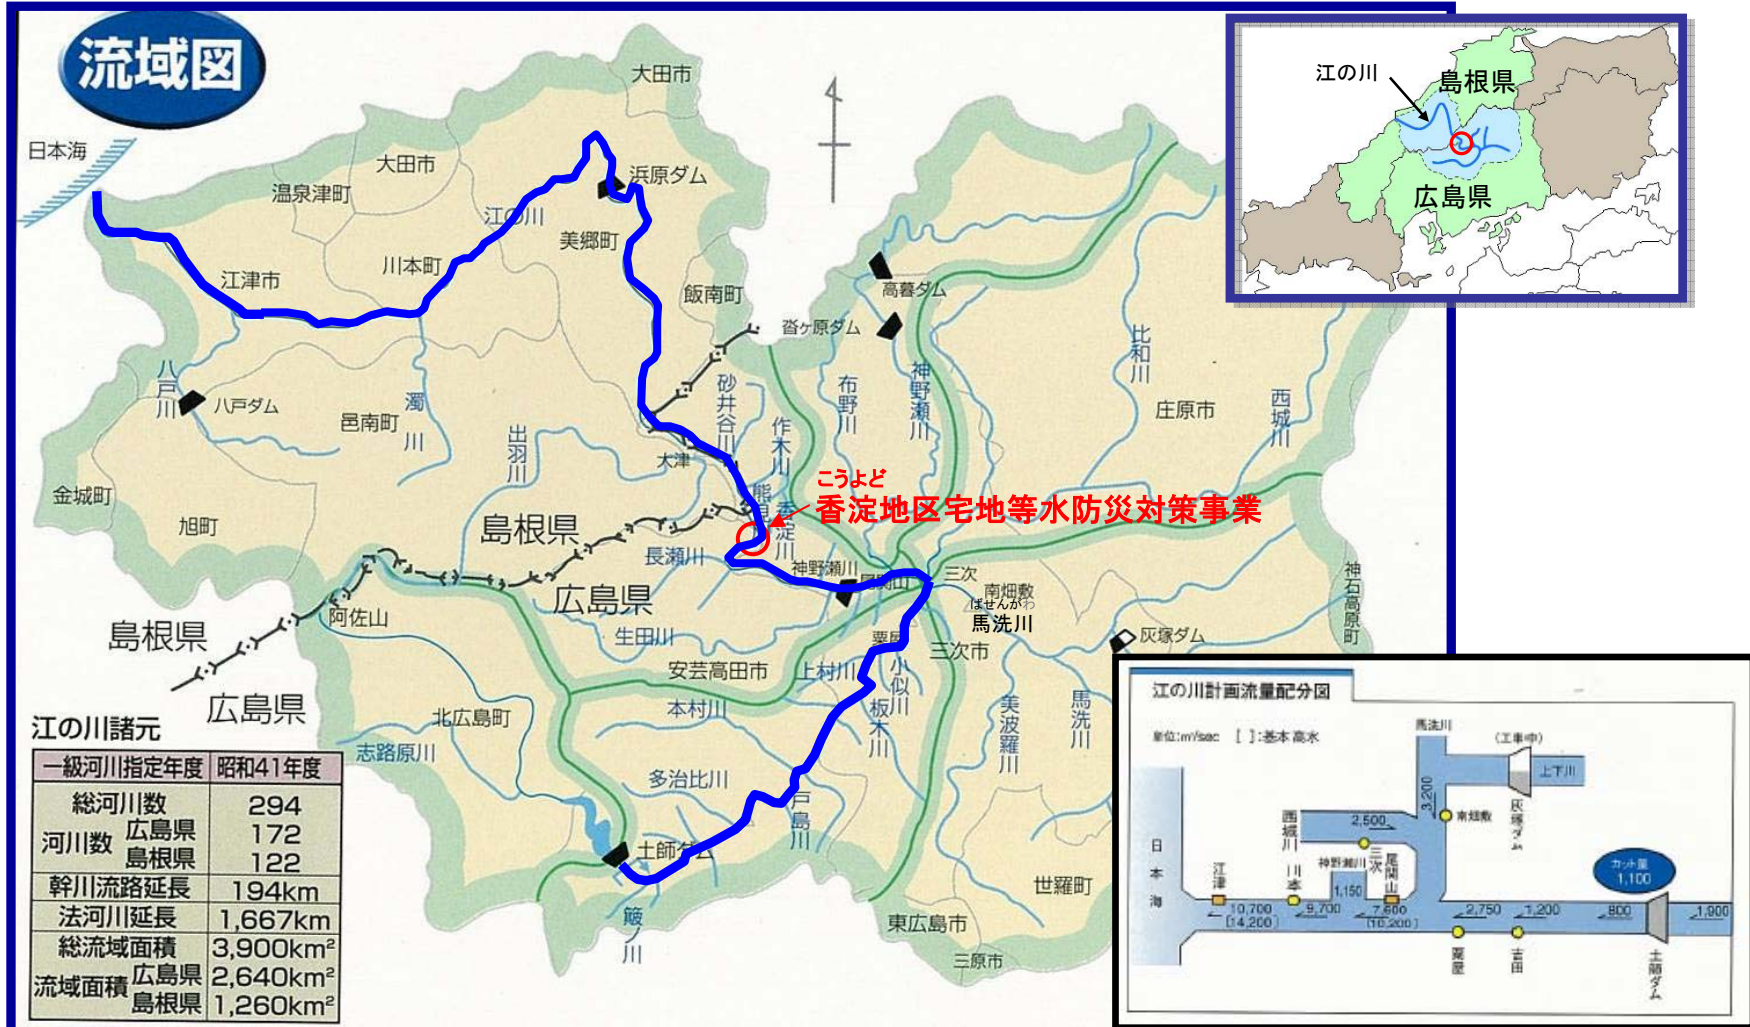 流域図
日本海
大田市
大田市
温泉津町
浜原ダム
江の川
美郷町
川本町
江津市
飯南町
高暮ダム
沓ヶ原ダム
八戸川
八戸ダム
邑南町
濁川
出羽川
砂井谷川
作木川
布野川
神野瀬川
比和川
庄原市
西城川
大津
金城町
旭町
こうよど
香淀地区宅地等水防災対策事業
香淀川
島根県
広島県
長瀬川
神野瀬川
尾関山
三次
南畑敷
ばせんがわ
馬洗川
神石高原町
灰塚ダム
阿佐山
島根県
広島県
生田川
粟屋
三次市
安芸高田市
上村川
小似川
板木川
本村川
美波羅川
馬洗川
北広島町
志路原川
多治比川
戸島川
土師ダム
簸ノ川
世羅町
東広島市
三原市
江の川
島根県
広島県
江の川諸元
一級河川指定年度 昭和41年度
総河川数 294
河川数 広島県 172
島根県 122
幹川流路延長 194km
法河川延長 1,667km
総流域面積 3,900km²
流域面積 広島県 2,640km²
島根県 1,260km²
江の川計画流量配分図
単位:m³/sec [ ]:基本高水
馬洗川
(工事中)
上下川
灰塚ダム
3,200
南畑敷
西城川
2,500
三次
神野瀬川
1,150
尾関山
日本海
江津
川本
カット量
1,100
10,700
[14,200]
9,700
7,600
[10,200]
2,750
1,200
800
1,900
粟屋
吉田
土師ダム